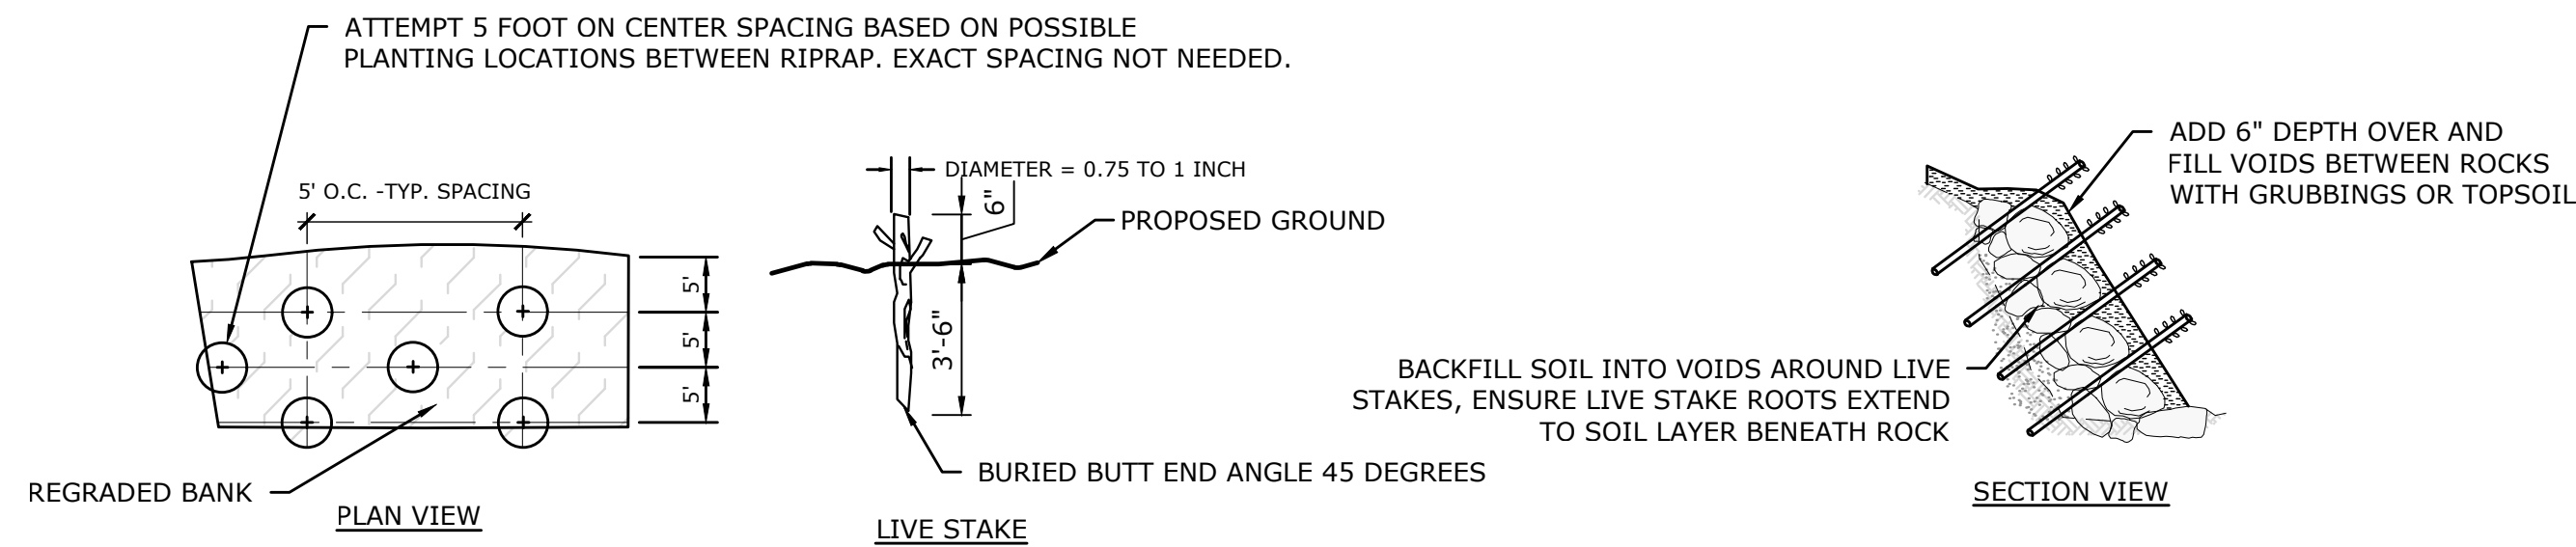 ATTEMPT 5 FOOT ON CENTER SPACING BASED ON POSSIBLE
PLANTING LOCATIONS BETWEEN RIPRAP. EXACT SPACING NOT NEEDED.
5' O.C. -TYP. SPACING
5'
5'
5'
REGRADED BANK
PLAN VIEW
DIAMETER = 0.75 TO 1 INCH
6"
PROPOSED GROUND
3'-6"
BURIED BUTT END ANGLE 45 DEGREES
LIVE STAKE
ADD 6" DEPTH OVER AND
FILL VOIDS BETWEEN ROCKS
WITH GRUBBINGS OR TOPSOIL
BACKFILL SOIL INTO VOIDS AROUND LIVE
STAKES, ENSURE LIVE STAKE ROOTS EXTEND
TO SOIL LAYER BENEATH ROCK
SECTION VIEW